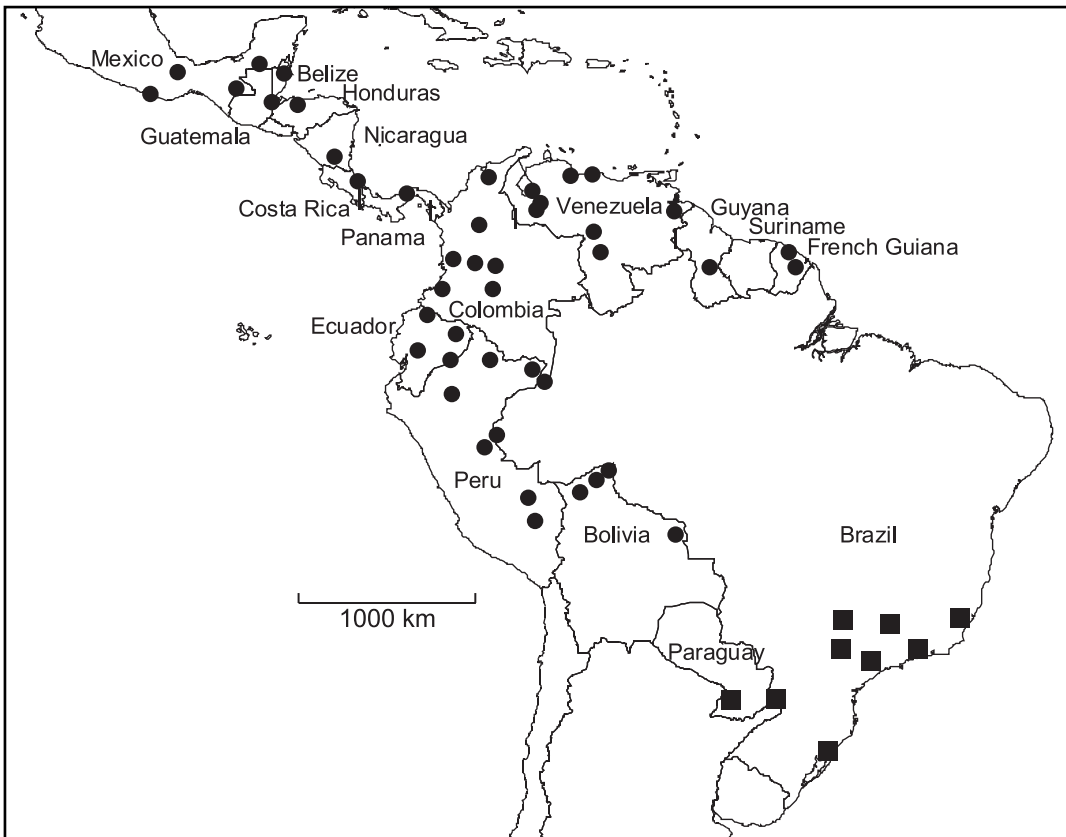 Mexico
Belize
Honduras
Guatemala
Nicaragua
Costa Rica
Panama
Venezuela
Guyana
Suriname
French Guiana
Colombia
Ecuador
Peru
Bolivia
Brazil
1000 km
Paraguay